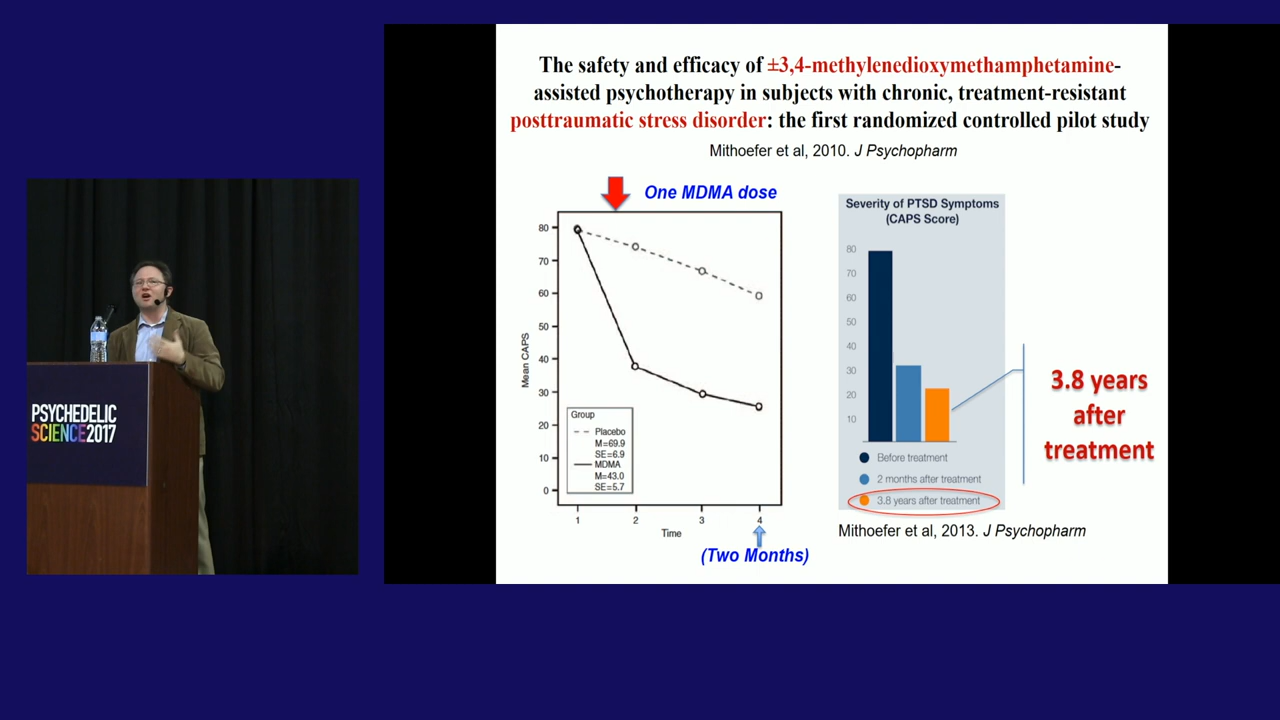 The safety and efficacy of ±3,4-methylenedioxymethamphetamine-
assisted psychotherapy in subjects with chronic, treatment-resistant
posttraumatic stress disorder: the first randomized controlled pilot study
Mithoefer et al, 2010. J Psychopharm
One MDMA dose
80
70
60
50
40
30
20
10
0
Mean CAPS
Group
Placebo
M=69.9
SE=6.9
MDMA
M=43.0
SE=5.7
1 2 3 4
Time
(Two Months)
Severity of PTSD Symptoms
(CAPS Score)
80
70
60
50
40
30
20
10
Before treatment
2 months after treatment
3.8 years after treatment
3.8 years
after
treatment
Mithoefer et al, 2013. J Psychopharm
PSYCHEDELIC
SCIENCE2017